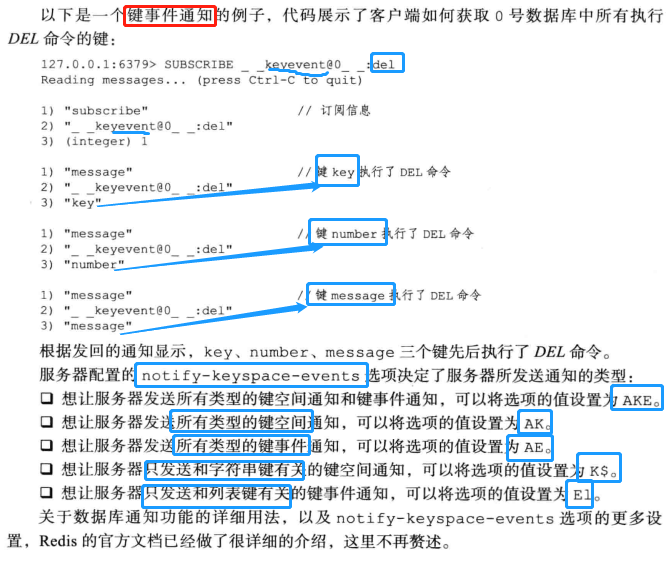 以下是一个键事件通知的例子，代码展示了客户端如何获取 0 号数据库中所有执行
DEL 命令的键：
127.0.0.1:6379> SUBSCRIBE _ _keyevent@0_ _:del
Reading messages... (press Ctrl-C to quit)
1) "subscribe" // 订阅信息
2) "_ _keyevent@0_ _:del"
3) (integer) 1
1) "message" // 键 key 执行了 DEL 命令
2) "_ _keyevent@0_ _:del"
3) "key"
1) "message" // 键 number 执行了 DEL 命令
2) "_ _keyevent@0_ _:del"
3) "number"
1) "message" // 键 message 执行了 DEL 命令
2) "_ _keyevent@0_ _:del"
3) "message"
根据发回的通知显示，key、number、message 三个键先后执行了 DEL 命令。
服务器配置的 notify-keyspace-events 选项决定了服务器所发送通知的类型：
❑ 想让服务器发送所有类型的键空间通知和键事件通知，可以将选项的值设置为 AKE。
❑ 想让服务器发送所有类型的键空间通知，可以将选项的值设置为 AK。
❑ 想让服务器发送所有类型的键事件通知，可以将选项的值设置为 AE。
❑ 想让服务器只发送和字符串键有关的键空间通知，可以将选项的值设置为 K$。
❑ 想让服务器只发送和列表键有关的键事件通知，可以将选项的值设置为 El。
关于数据库通知功能的详细用法，以及 notify-keyspace-events 选项的更多设
置，Redis 的官方文档已经做了很详细的介绍，这里不再赘述。